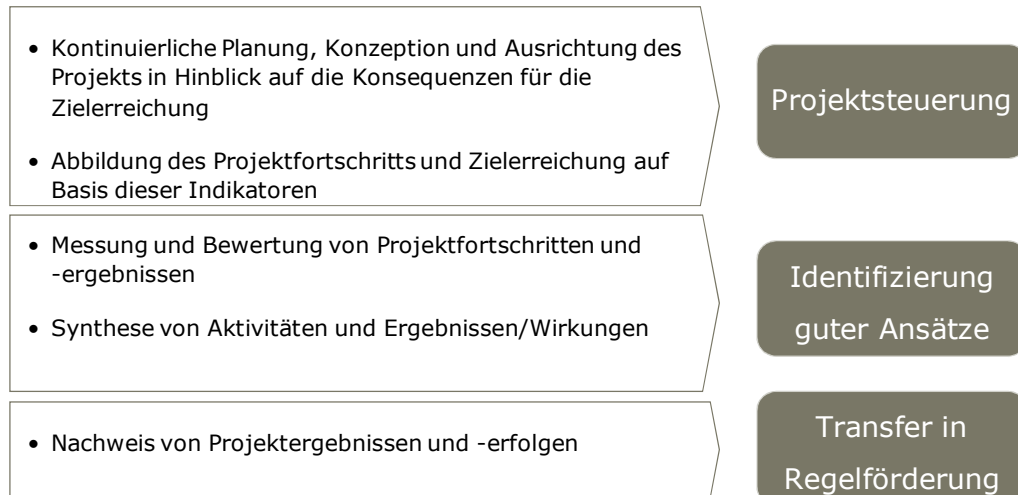 • Kontinuierliche Planung, Konzeption und Ausrichtung des
Projekts in Hinblick auf die Konsequenzen für die
Zielerreichung
• Abbildung des Projektfortschritts und Zielerreichung auf
Basis dieser Indikatoren
Projektsteuerung
• Messung und Bewertung von Projektfortschritten und
-ergebnissen
• Synthese von Aktivitäten und Ergebnissen/Wirkungen
Identifizierung
guter Ansätze
• Nachweis von Projektergebnissen und -erfolgen
Transfer in
Regelförderung